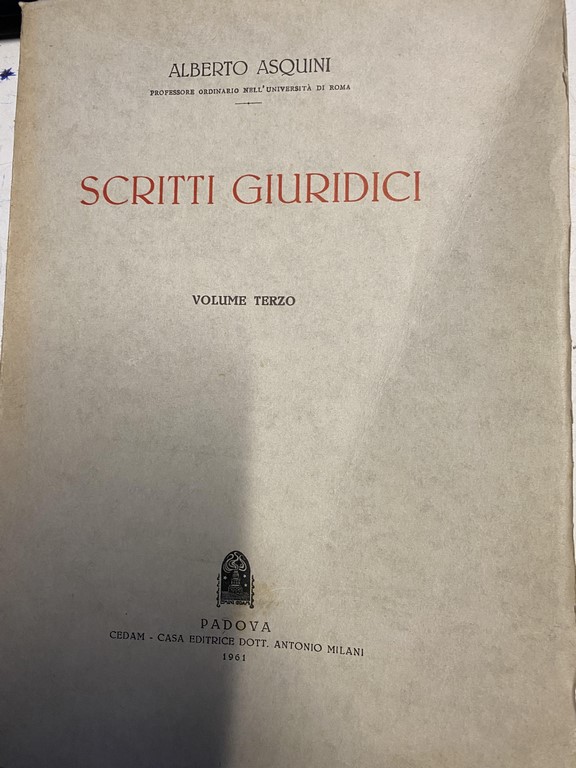 ALBERTO ASQUINI
PROFESSORE ORDINARIO NELL'UNIVERSITÀ DI ROMA
SCRITTI GIURIDICI
VOLUME TERZO
PADOVA
CEDAM - CASA EDITRICE DOTT. ANTONIO MILANI
1961